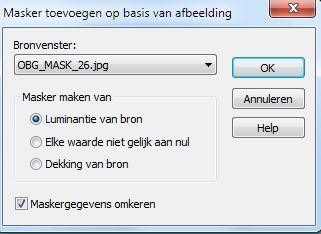 Masker toevoegen op basis van afbeelding
Bronvenster:
OBG_MASK_26.jpg
OK
Masker maken van
Annuleren
Luminantie van bron
Help
Elke waarde niet gelijk aan nul
Dekking van bron
Maskergegevens omkeren